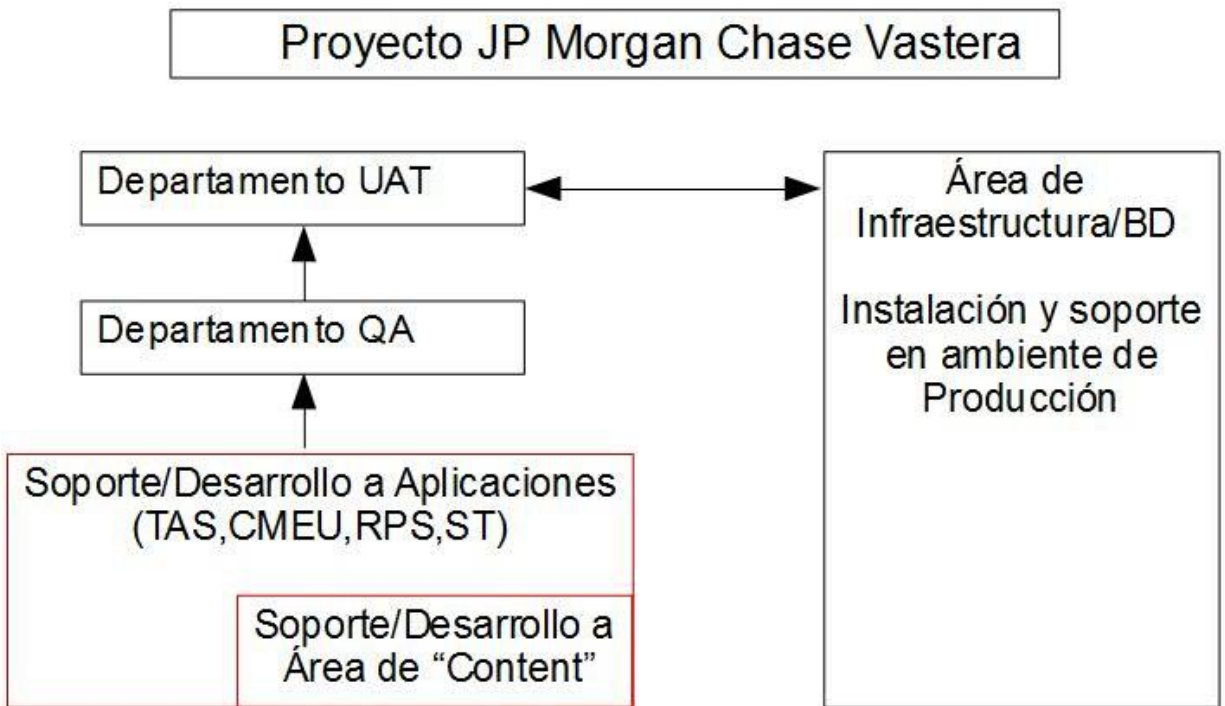 Proyecto JP Morgan Chase Vastera
Departamento UAT
Departamento QA
Soporte/Desarrollo a Aplicaciones
(TAS,CMEU,RPS,ST)
Soporte/Desarrollo a
Área de “Content”
Área de
Infraestructura/BD
Instalación y soporte
en ambiente de
Producción